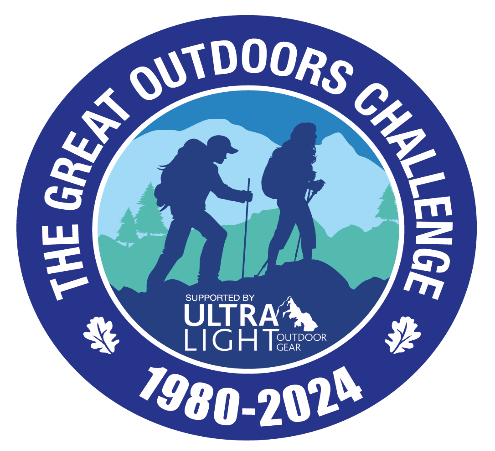 THE GREAT OUTDOORS CHALLENGE
SUPPORTED BY
ULTRA
LIGHT OUTDOOR
GEAR
1980-2024